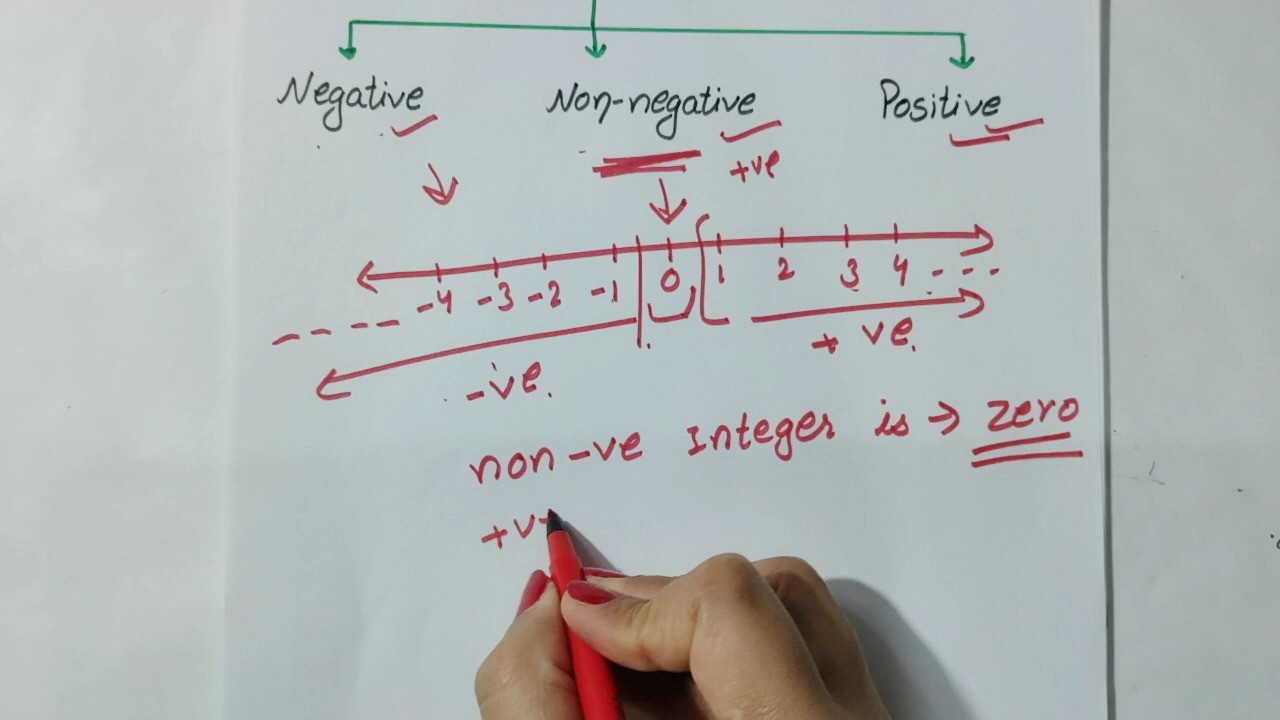 Negative Non-negative Positive
+ve
-4 -3 -2 -1 0 1 2 3 4 ...
-ve. + ve.
non-ve Integer is → zero
+v